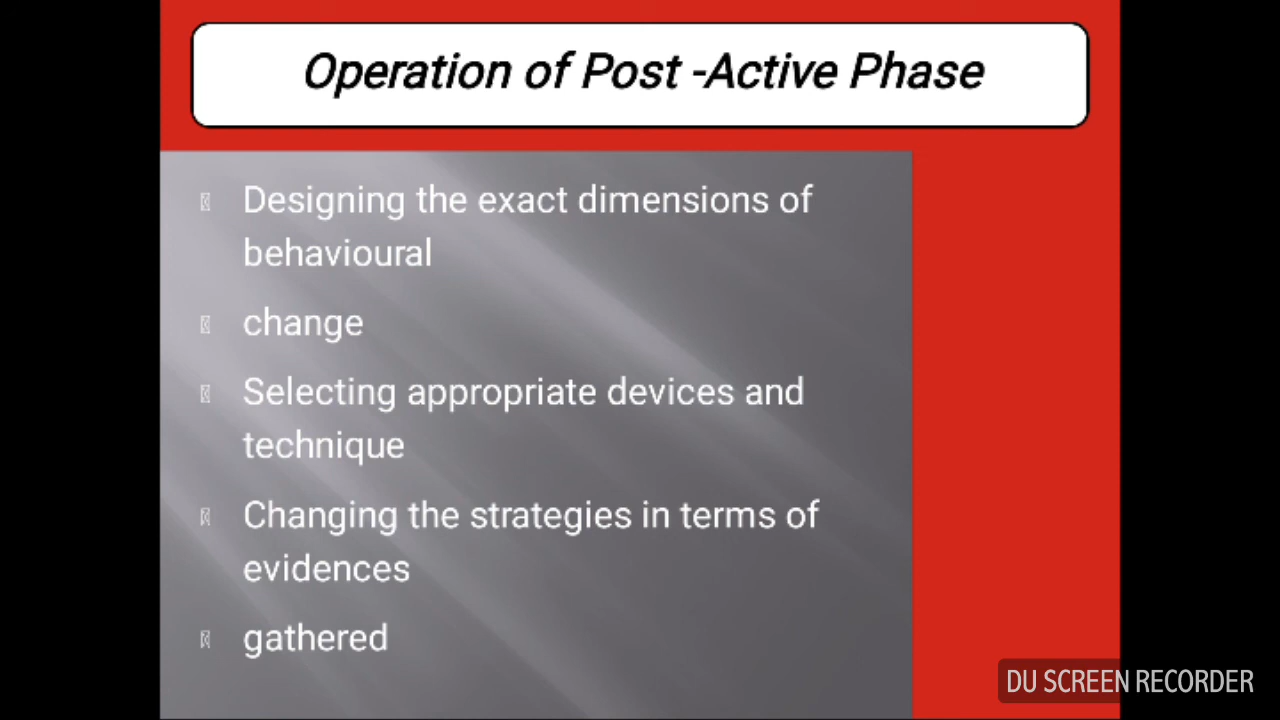 Operation of Post -Active Phase
Designing the exact dimensions of
behavioural
change
Selecting appropriate devices and
technique
Changing the strategies in terms of
evidences
gathered
DU SCREEN RECORDER